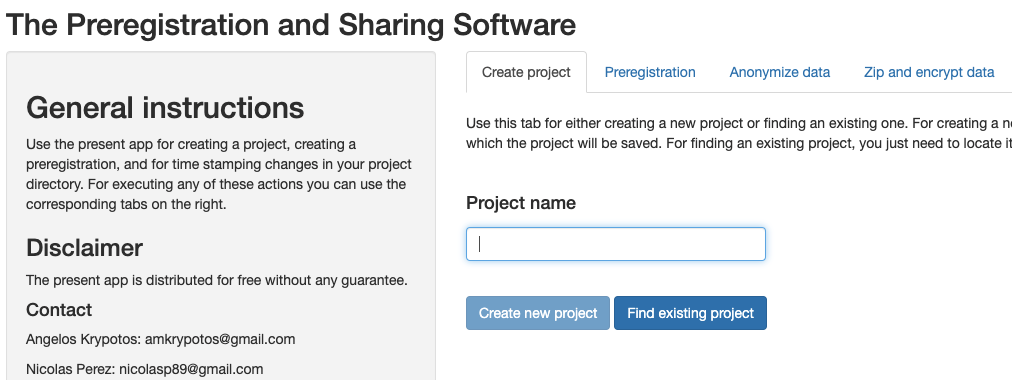 The Preregistration and Sharing Software
General instructions
Use the present app for creating a project, creating a
preregistration, and for time stamping changes in your project
directory. For executing any of these actions you can use the
corresponding tabs on the right.
Disclaimer
The present app is distributed for free without any guarantee.
Contact
Angelos Krypotos: amkrypotos@gmail.com
Nicolas Perez: nicolasp89@gmail.com
Create project Preregistration Anonymize data Zip and encrypt data
Use this tab for either creating a new project or finding an existing one. For creating a
which the project will be saved. For finding an existing project, you just need to locate it
Project name
Create new project Find existing project